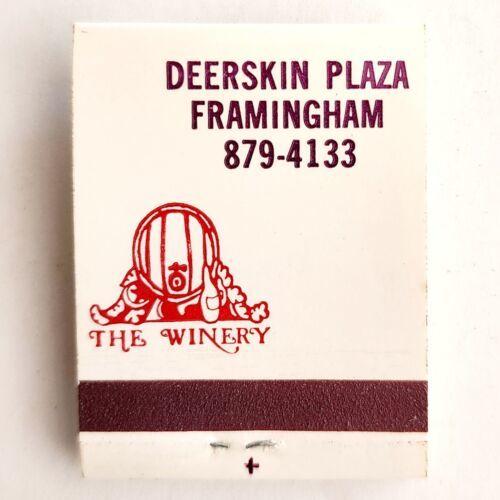 DEERSKIN PLAZA
FRAMINGHAM
879-4133
THE WINERY